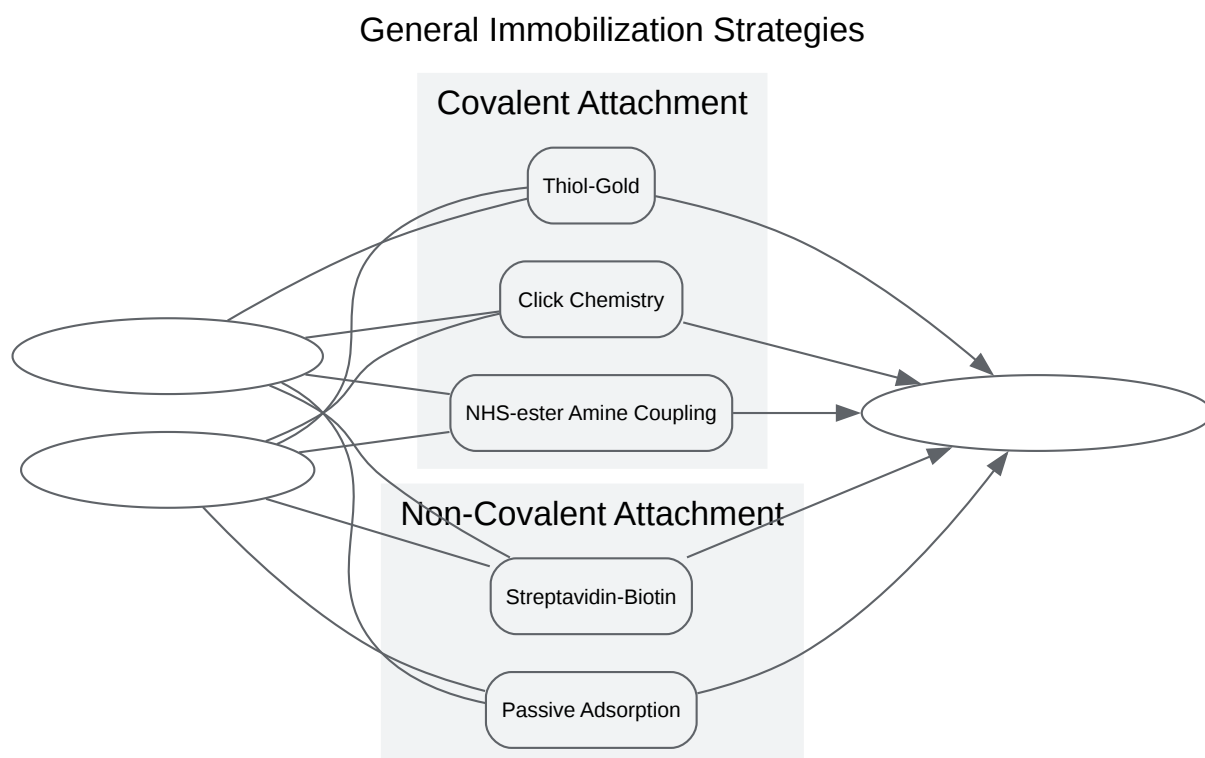 General Immobilization Strategies
Covalent Attachment
Thiol-Gold
Click Chemistry
NHS-ester Amine Coupling
Non-Covalent Attachment
Streptavidin-Biotin
Passive Adsorption